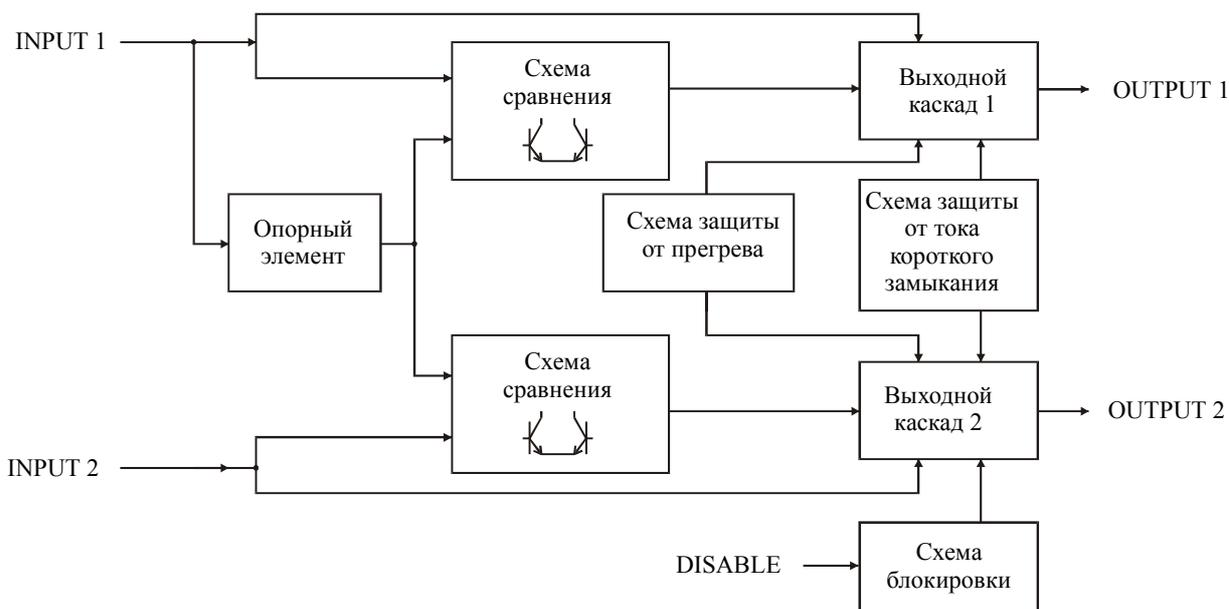 INPUT 1
Схема
сравнения
Выходной
каскад 1
OUTPUT 1
Опорный
элемент
Схема защиты
от прегрева
Схема защиты
от тока
короткого
замыкания
Схема
сравнения
Выходной
каскад 2
OUTPUT 2
INPUT 2
DISABLE
Схема
блокировки